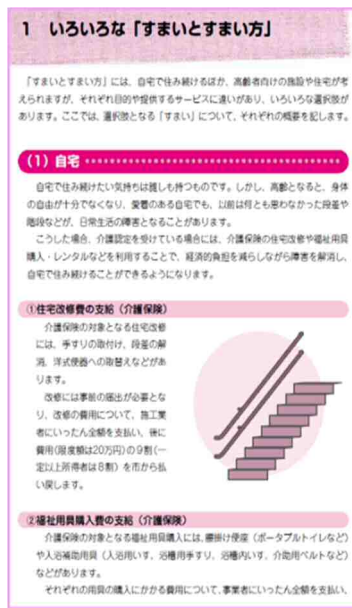 1 いろいろな「すまいとすまい方」
「すまいとすまい方」には、自宅で住み続けるほか、高齢者向けの施設や住宅が考
えられますが、それぞれ目的や提供するサービスに違いがあり、いろいろな選択肢が
あります。ここでは、選択肢となる「すまい」について、それぞれの概要を記します。
(1)自宅
自宅で住み続けたい気持ちは誰しも持つものです。しかし、高齢となると、身体
の自由が十分でなくなり、愛着のある自宅でも、以前は何とも思わなかった段差や
階段などが、日常生活の障害となることがあります。
こうした場合、介護認定を受けている場合には、介護保険の住宅改修や福祉用具
購入・レンタルなどを利用することで、経済的負担を減らしながら障害を解消し、
自宅で住み続けることができるようになります。
①住宅改修費の支給(介護保険)
介護保険の対象となる住宅改修
には、手すりの取付け、段差の解
消、洋式便器への取替えなどがあ
ります。
改修には事前の届出が必要とな
り、改修の費用について、施工業
者にいったん全額を支払い、後に
費用(限度額は20万円)の9割(一
定以上所得者は8割)を市から払
い戻します。
②福祉用具購入費の支給(介護保険)
介護保険の対象となる福祉用具購入には、腰掛け便座(ポータブルトイレなど)
や入浴補助用具(入浴用いす、浴槽用手すり、浴槽内いす、介助用ベルトなど)
などがあります。
それぞれの用具の購入にかかる費用について、事業者にいったん全額を支払い、